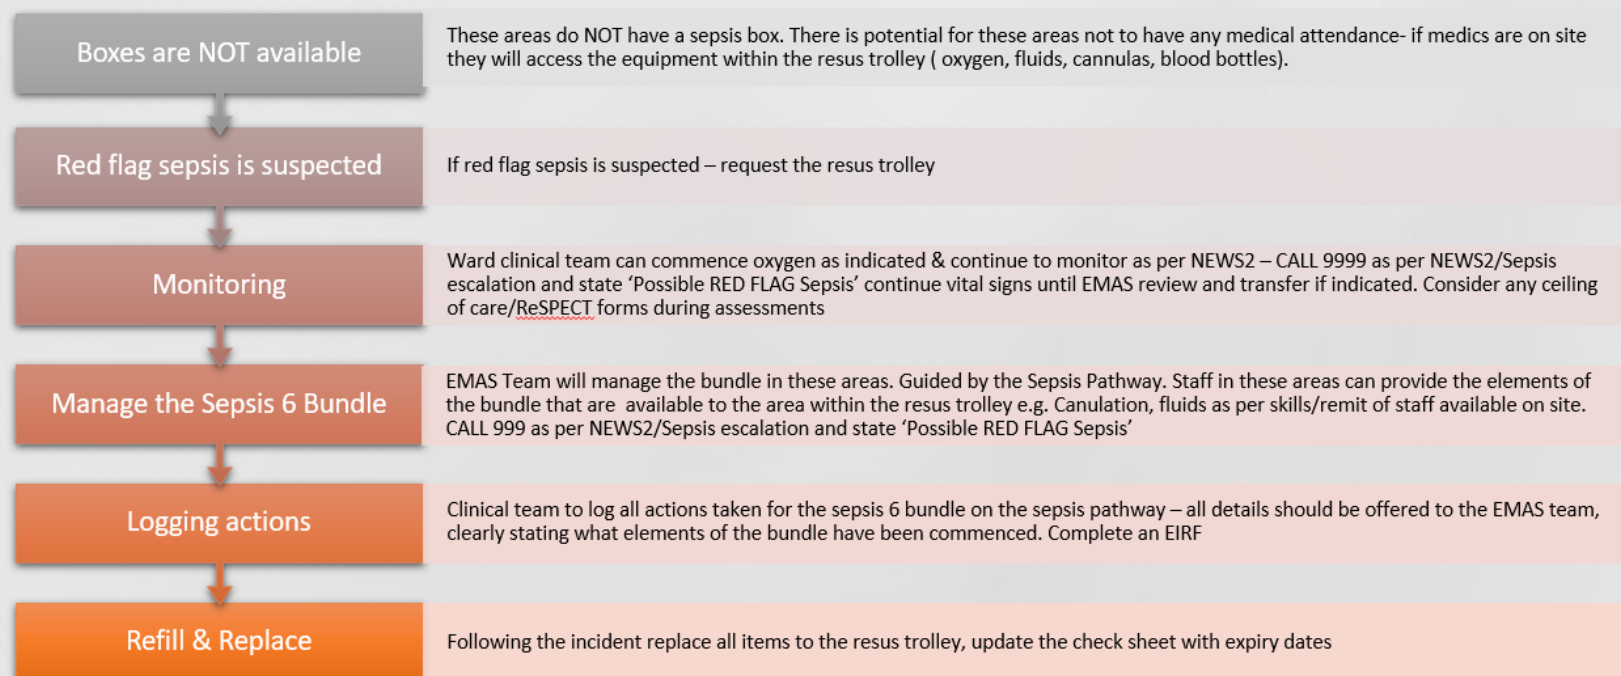 Boxes are NOT available
These areas do NOT have a sepsis box. There is potential for these areas not to have any medical attendance- if medics are on site
they will access the equipment within the resus trolley ( oxygen, fluids, cannulas, blood bottles).
Red flag sepsis is suspected
If red flag sepsis is suspected – request the resus trolley
Monitoring
Ward clinical team can commence oxygen as indicated & continue to monitor as per NEWS2 – CALL 9999 as per NEWS2/Sepsis
escalation and state ‘Possible RED FLAG Sepsis’ continue vital signs until EMAS review and transfer if indicated. Consider any ceiling
of care/ReSPECT forms during assessments
Manage the Sepsis 6 Bundle
EMAS Team will manage the bundle in these areas. Guided by the Sepsis Pathway. Staff in these areas can provide the elements of
the bundle that are  available to the area within the resus trolley e.g. Canulation, fluids as per skills/remit of staff available on site.
CALL 999 as per NEWS2/Sepsis escalation and state ‘Possible RED FLAG Sepsis’
Logging actions
Clinical team to log all actions taken for the sepsis 6 bundle on the sepsis pathway – all details should be offered to the EMAS team,
clearly stating what elements of the bundle have been commenced. Complete an EIRF
Refill & Replace
Following the incident replace all items to the resus trolley, update the check sheet with expiry dates